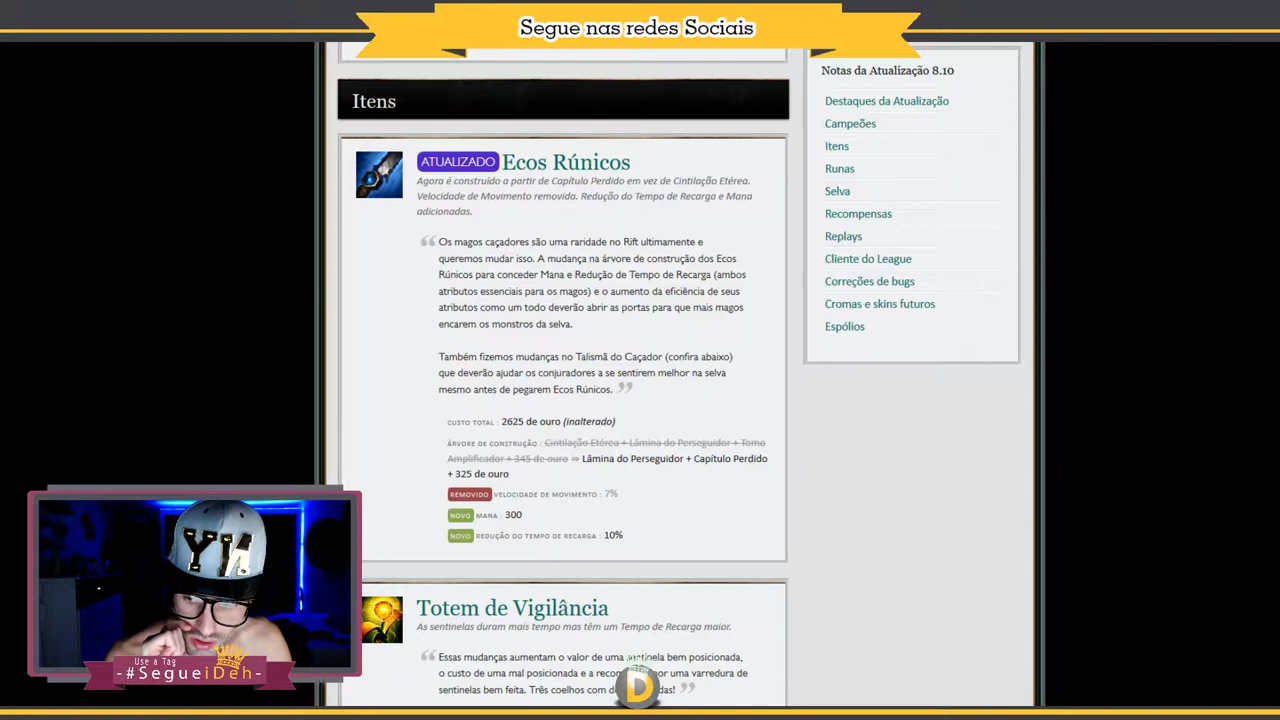 Segue nas redes Sociais
Itens
ATUALIZADO Ecos Rúnicos
Agora é construído a partir de Capítulo Perdido em vez de Cintilação Etérea.
Velocidade de Movimento removida. Redução do Tempo de Recarga e Mana
adicionadas.
Os magos caçadores são uma raridade no Rift ultimamente e
queremos mudar isso. A mudança na árvore de construção dos Ecos
Rúnicos para conceder Mana e Redução de Tempo de Recarga (ambos
atributos essenciais para os magos) e o aumento da eficiência de seus
atributos como um todo deverão abrir as portas para que mais magos
encarem os monstros da selva.
Também fizemos mudanças no Talismã do Caçador (confira abaixo)
que deverão ajudar os conjuradores a se sentirem melhor na selva
mesmo antes de pegarem Ecos Rúnicos.
CUSTO TOTAL : 2625 de ouro (inalterado)
ÁRVORE DE CONSTRUÇÃO : Cintilação Etérea + Lâmina do Perseguidor + Tomo
Amplificador + 345 de ouro ⇒ Lâmina do Perseguidor + Capítulo Perdido
+ 325 de ouro
REMOVIDO VELOCIDADE DE MOVIMENTO : 7%
NOVO MANA : 300
NOVO REDUÇÃO DO TEMPO DE RECARGA : 10%
Totem de Vigilância
As sentinelas duram mais tempo mas têm um Tempo de Recarga maior.
Essas mudanças aumentam o valor de uma sentinela bem posicionada,
o custo de uma mal posicionada e a por uma varredura de
sentinelas bem feita. Três coelhos com
Notas da Atualização 8.10
Destaques da Atualização
Campeões
Itens
Runas
Selva
Recompensas
Replays
Cliente do League
Correções de bugs
Cromas e skins futuros
Espólios
Use a Tag
-#SegueiDeh-
D